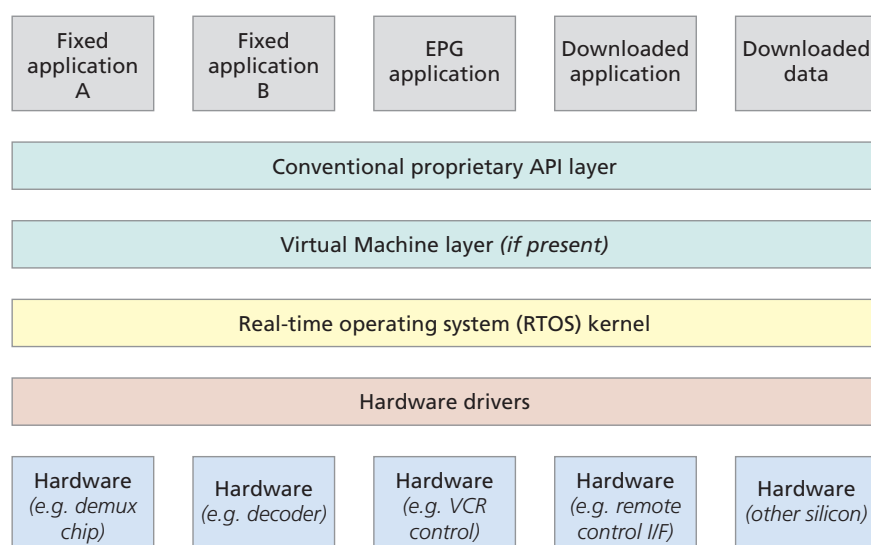 Fixed
application
A
Fixed
application
B
EPG
application
Downloaded
application
Downloaded
data
Conventional proprietary API layer
Virtual Machine layer (if present)
Real-time operating system (RTOS) kernel
Hardware drivers
Hardware
(e.g. demux
chip)
Hardware
(e.g. decoder)
Hardware
(e.g. VCR
control)
Hardware
(e.g. remote
control I/F)
Hardware
(other silicon)